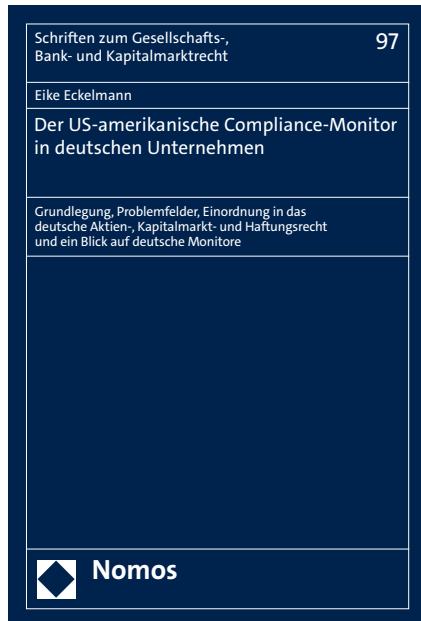 Schriften zum Gesellschafts-,
Bank- und Kapitalmarktrecht
97
Eike Eckelmann
Der US-amerikanische Compliance-Monitor
in deutschen Unternehmen
Grundlegung, Problemfelder, Einordnung in das
deutsche Aktien-, Kapitalmarkt- und Haftungsrecht
und ein Blick auf deutsche Monitore
Nomos